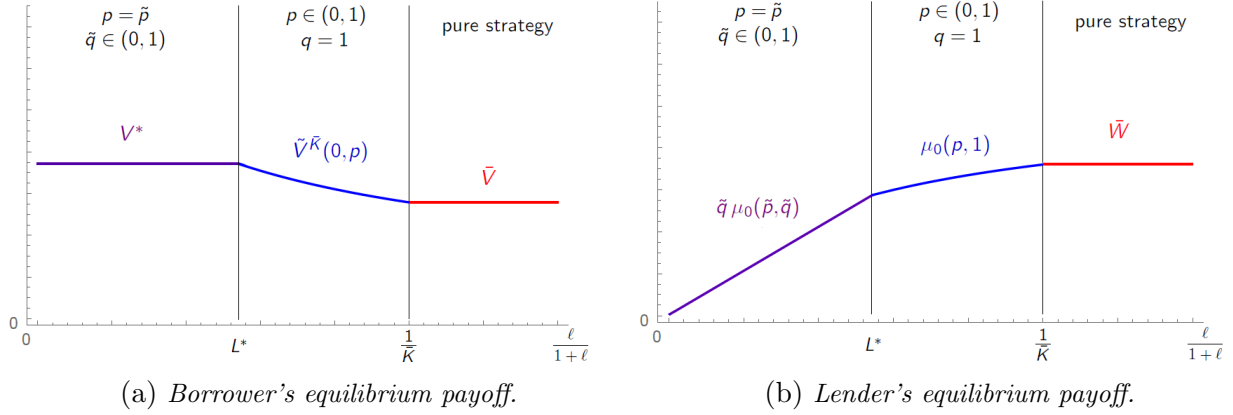 p = p̃
q̃ ∈ (0, 1)
p ∈ (0, 1)
q = 1
pure strategy
V*
Ṽ^K̄(0, p)
V̄
0
0
L*
1
K̄
ℓ
1 + ℓ
(a) Borrower's equilibrium payoff.
p = p̃
q̃ ∈ (0, 1)
p ∈ (0, 1)
q = 1
pure strategy
q̃ μ₀(p̃, q̃)
μ₀(p, 1)
W̄
0
0
L*
1
K̄
ℓ
1 + ℓ
(b) Lender's equilibrium payoff.